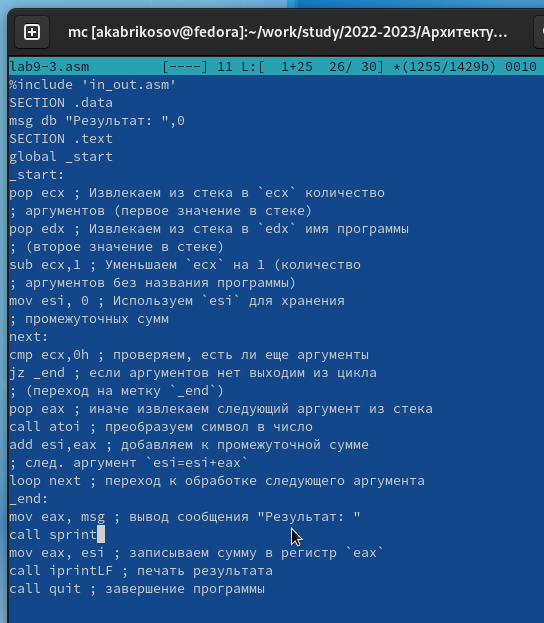 mc [akabrikosov@fedora]:~/work/study/2022-2023/Архитекту…
lab9-3.asm [----] 11 L:[ 1+25 26/ 30] *(1255/1429b) 0010
%include 'in_out.asm'
SECTION .data
msg db "Результат: ",0
SECTION .text
global _start
_start:
pop ecx ; Извлекаем из стека в `ecx` количество
; аргументов (первое значение в стеке)
pop edx ; Извлекаем из стека в `edx` имя программы
; (второе значение в стеке)
sub ecx,1 ; Уменьшаем `ecx` на 1 (количество
; аргументов без названия программы)
mov esi, 0 ; Используем `esi` для хранения
; промежуточных сумм
next:
cmp ecx,0h ; проверяем, есть ли еще аргументы
jz _end ; если аргументов нет выходим из цикла
; (переход на метку `_end`)
pop eax ; иначе извлекаем следующий аргумент из стека
call atoi ; преобразуем символ в число
add esi,eax ; добавляем к промежуточной сумме
; след. аргумент `esi=esi+eax`
loop next ; переход к обработке следующего аргумента
_end:
mov eax, msg ; вывод сообщения "Результат: "
call sprint
mov eax, esi ; записываем сумму в регистр `eax`
call iprintLF ; печать результата
call quit ; завершение программы